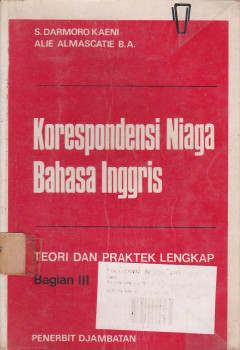 S. DARMORO KAENI
ALIE ALMASCATIE B.A.
Korespondensi Niaga
Bahasa Inggris
TEORI DAN PRAKTEK LENGKAP
Bagian III
PENERBIT DJAMBATAN